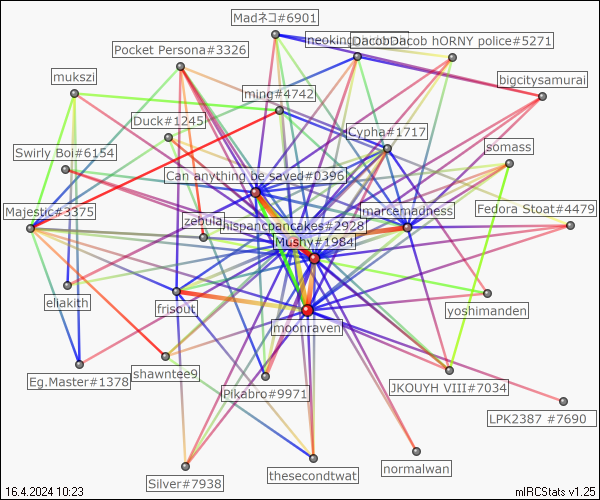 Madネコ#6901
DacobDacob hORNY police#5271
Pocket Persona#3326
mukszi
bigcitysamurai
ming#4742
Duck#1245
Cypha#1717
somass
Swirly Boi#6154
Can anything be saved#0396
Majestic#3375
marcamadness
Fedora Stoat#4479
zebula
hispancpancakes#2928
Mushy#1984
eliakith
frisout
yoshimanden
moonraven
Eg.Master#1378
shawntee9
Pikabro#9971
JKOUYH VIII#7034
LPK2387 #7690
normalwan
thesecondtwat
Silver#7938
16.4.2024 10:23
mIRCStats v1.25